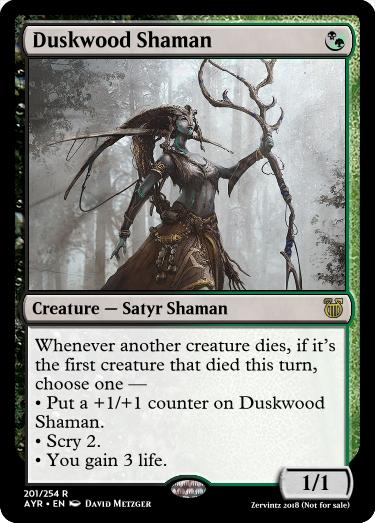 Duskwood Shaman
Creature — Satyr Shaman
Whenever another creature dies, if it's
the first creature that died this turn,
choose one —
• Put a +1/+1 counter on Duskwood
Shaman.
• Scry 2.
• You gain 3 life.
1/1
201/254 R
AYR • EN DAVID METZGER
Zervintz 2018 (Not for sale)